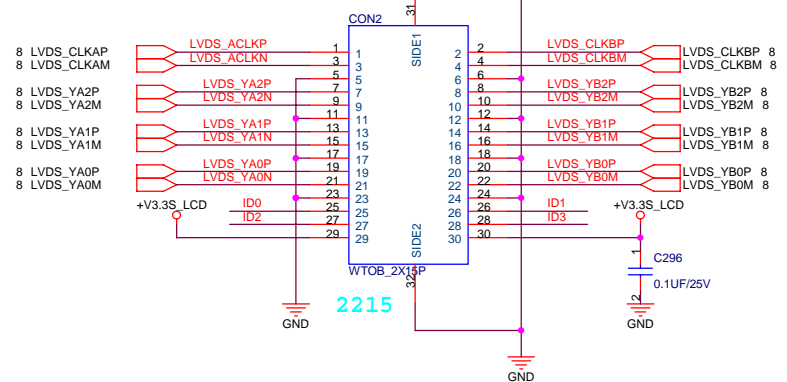 31
CON2
SIDE1
8 LVDS_CLKAP LVDS_ACLKP 1 1 2 2 LVDS_CLKBP LVDS_CLKBP 8
8 LVDS_CLKAM LVDS_ACLKN 3 3 4 4 LVDS_CLKBM LVDS_CLKBM 8
5 5 6 6
8 LVDS_YA2P LVDS_YA2P 7 7 8 8 LVDS_YB2P LVDS_YB2P 8
8 LVDS_YA2M LVDS_YA2N 9 9 10 10 LVDS_YB2M LVDS_YB2M 8
11 11 12 12
8 LVDS_YA1P LVDS_YA1P 13 13 14 14 LVDS_YB1P LVDS_YB1P 8
8 LVDS_YA1M LVDS_YA1N 15 15 16 16 LVDS_YB1M LVDS_YB1M 8
17 17 18 18
8 LVDS_YA0P LVDS_YA0P 19 19 20 20 LVDS_YB0P LVDS_YB0P 8
8 LVDS_YA0M LVDS_YA0N 21 21 22 22 LVDS_YB0M LVDS_YB0M 8
23 23 24 24
+V3.3S_LCD ID0 25 25 26 26 ID1 +V3.3S_LCD
ID2 27 27 28 28 ID3
29 29 30 30
SIDE2
WTOB_2X15P
32
1
C296
0.1UF/25V
2
2215
GND
GND
GND